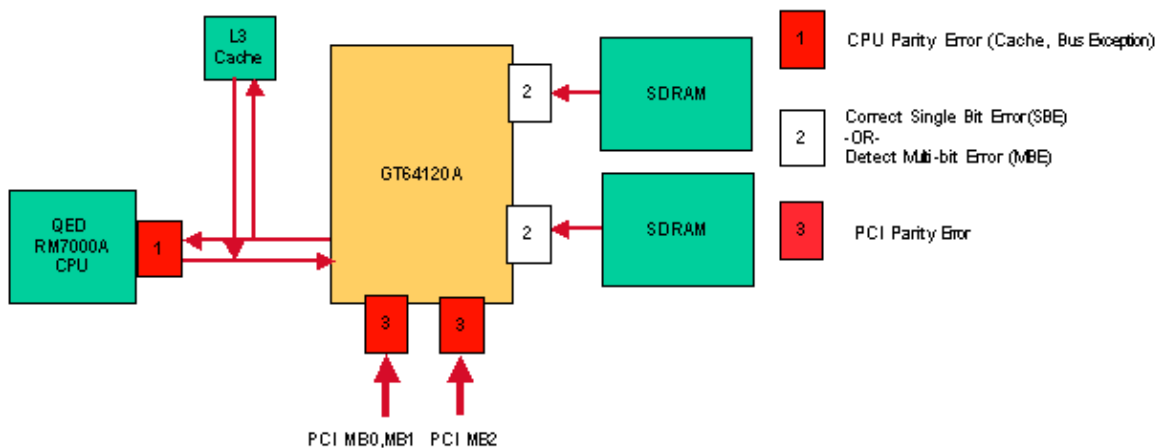 L3
Cache
GT64120A
2
SDRAM
2
SDRAM
QED
RM7000A
CPU
1
3
3
PCI MB0,MB1
PCI MB2
1
CPU Parity Error (Cache, Bus Exception)
2
Correct Single Bit Error(SBE)
-OR-
Detect Multi-bit Error (MBE)
3
PCI Parity Error